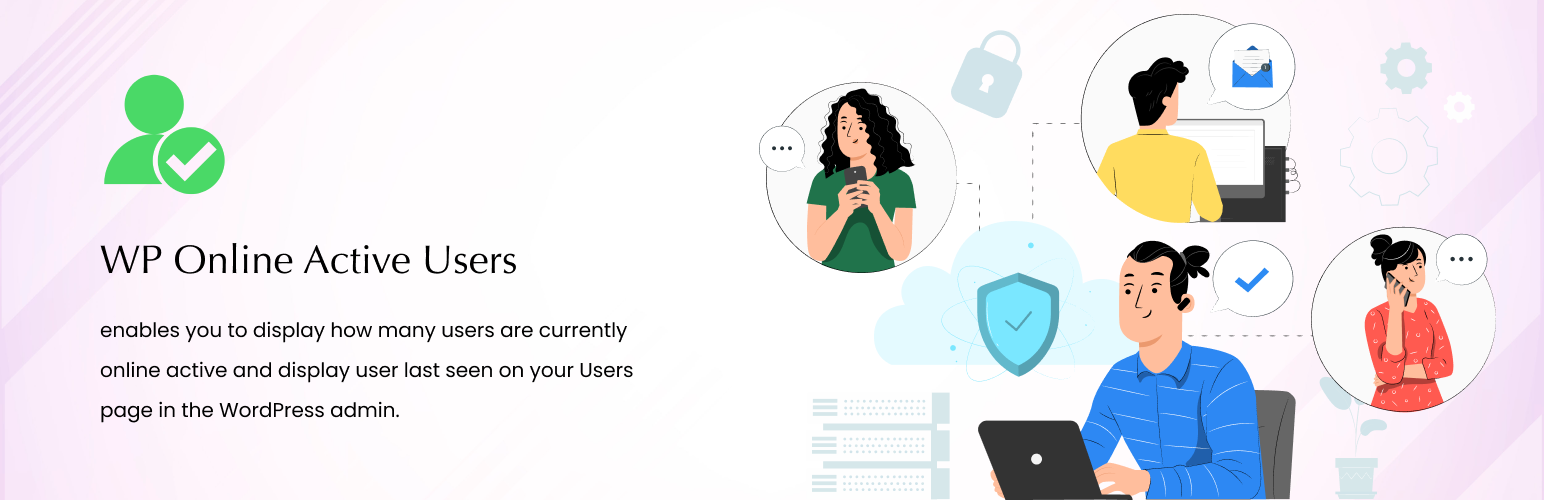 WP Online Active Users
enables you to display how many users are currently
online active and display user last seen on your Users
page in the WordPress admin.